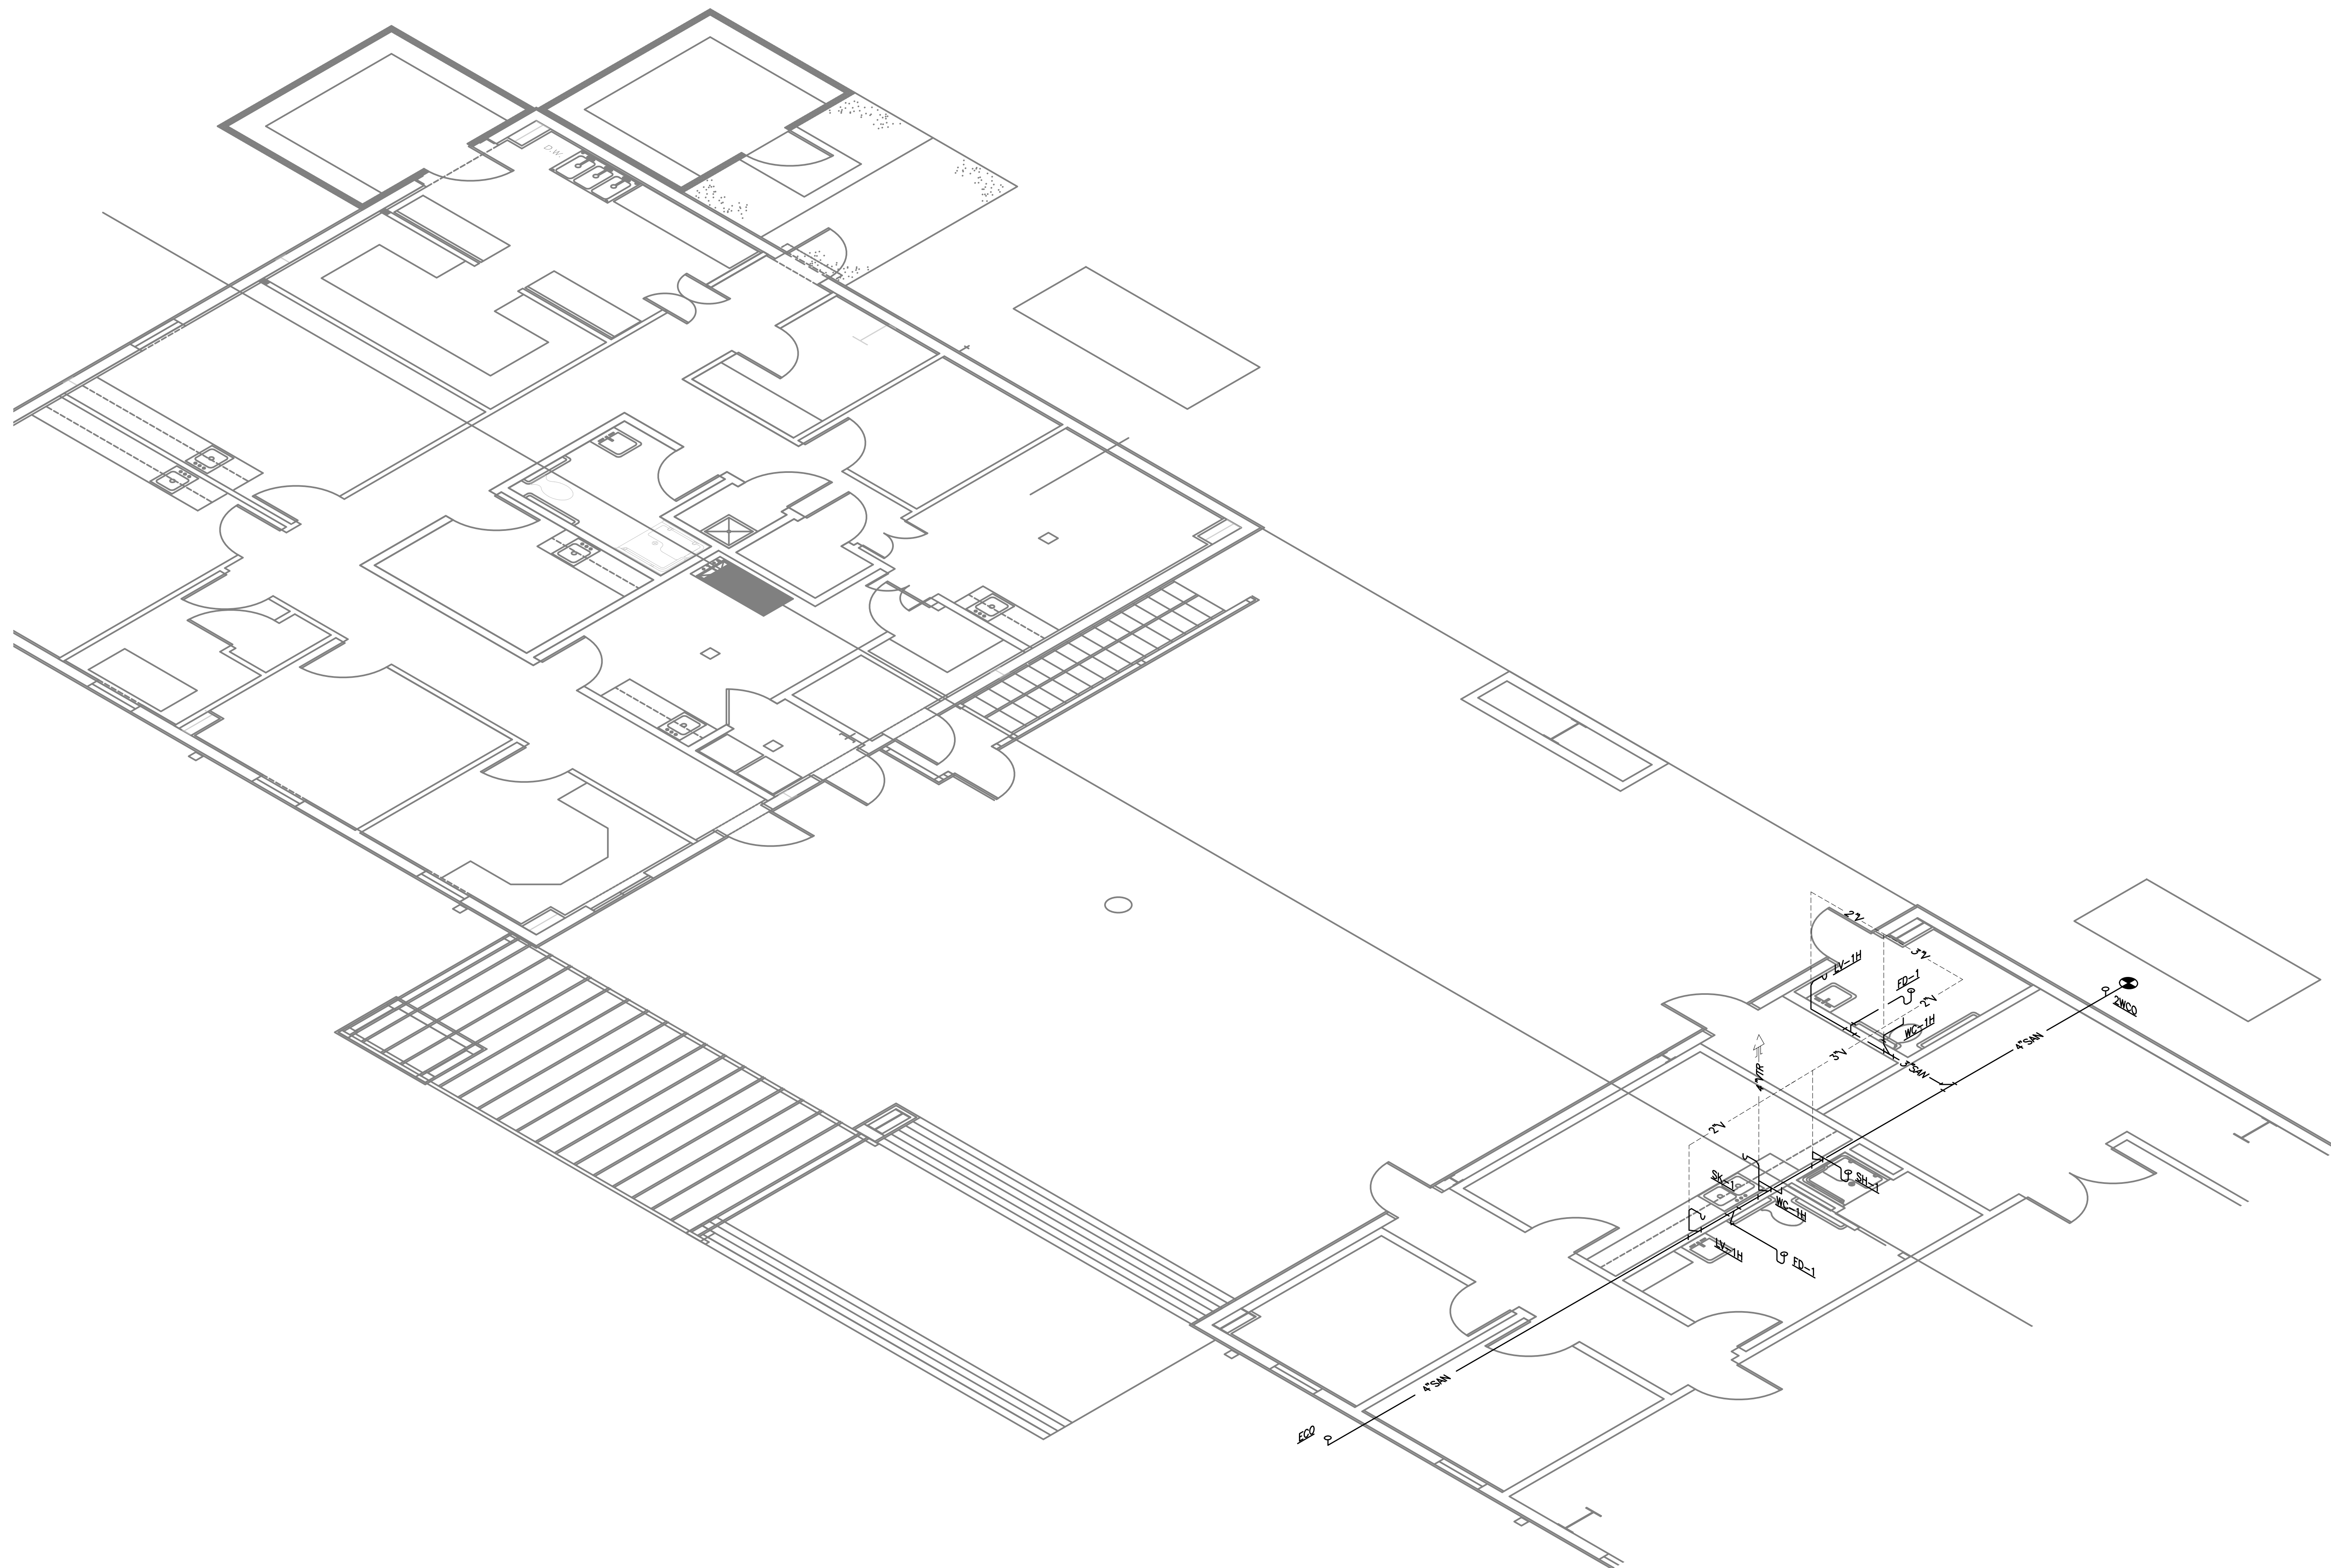 D.W.
2"V
3"V
LV-1H
FD-1
2"V
2WCO
WC-1H
4"SAN
3"V
3"SAN
4"VTR
2"V
SK-1
SH-1
WC-1H
LV-1H
FD-1
4"SAN
ECO